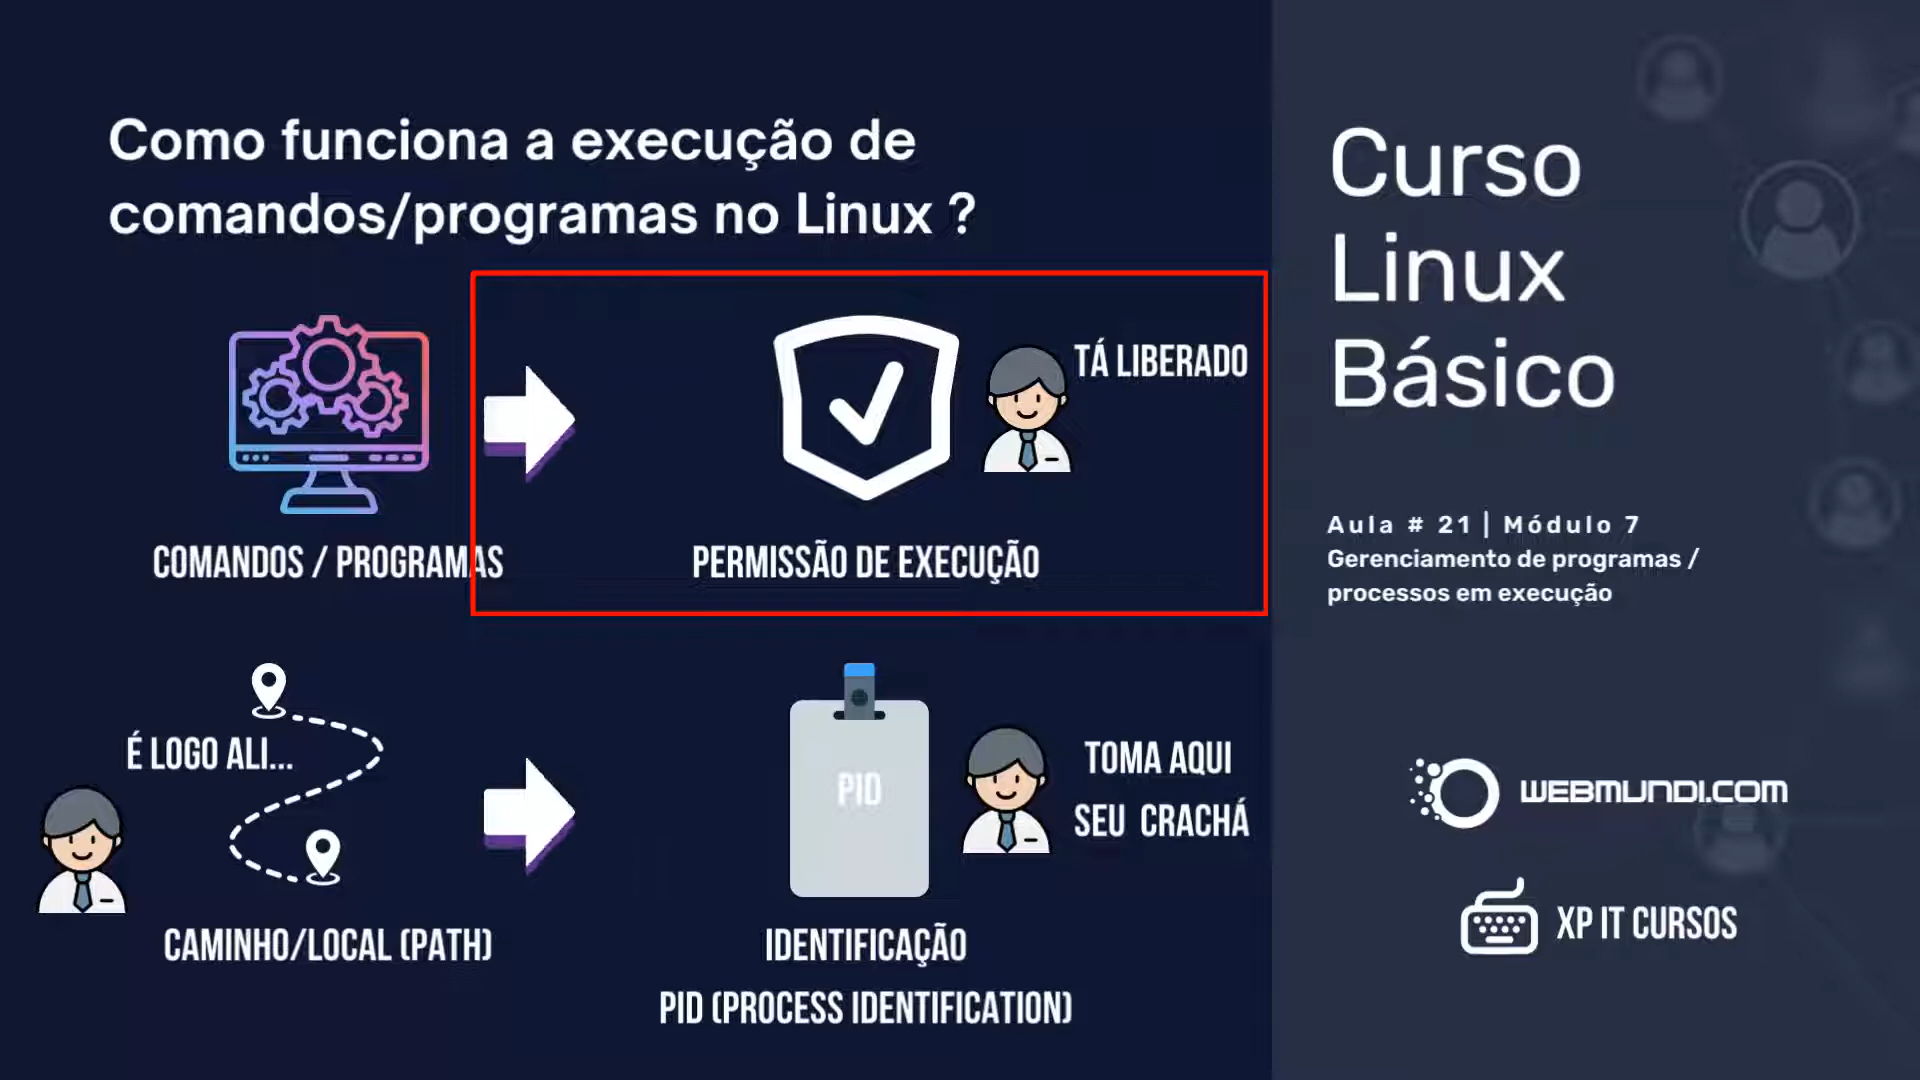 Como funciona a execução de
comandos/programas no Linux ?
TÁ LIBERADO
COMANDOS / PROGRAMAS
PERMISSÃO DE EXECUÇÃO
É LOGO ALI...
PID
TOMA AQUI
SEU CRACHÁ
CAMINHO/LOCAL (PATH)
IDENTIFICAÇÃO
PID (PROCESS IDENTIFICATION)
Curso
Linux
Básico
Aula # 21 | Módulo 7
Gerenciamento de programas /
processos em execução
WEBMUNDI.COM
XP IT CURSOS